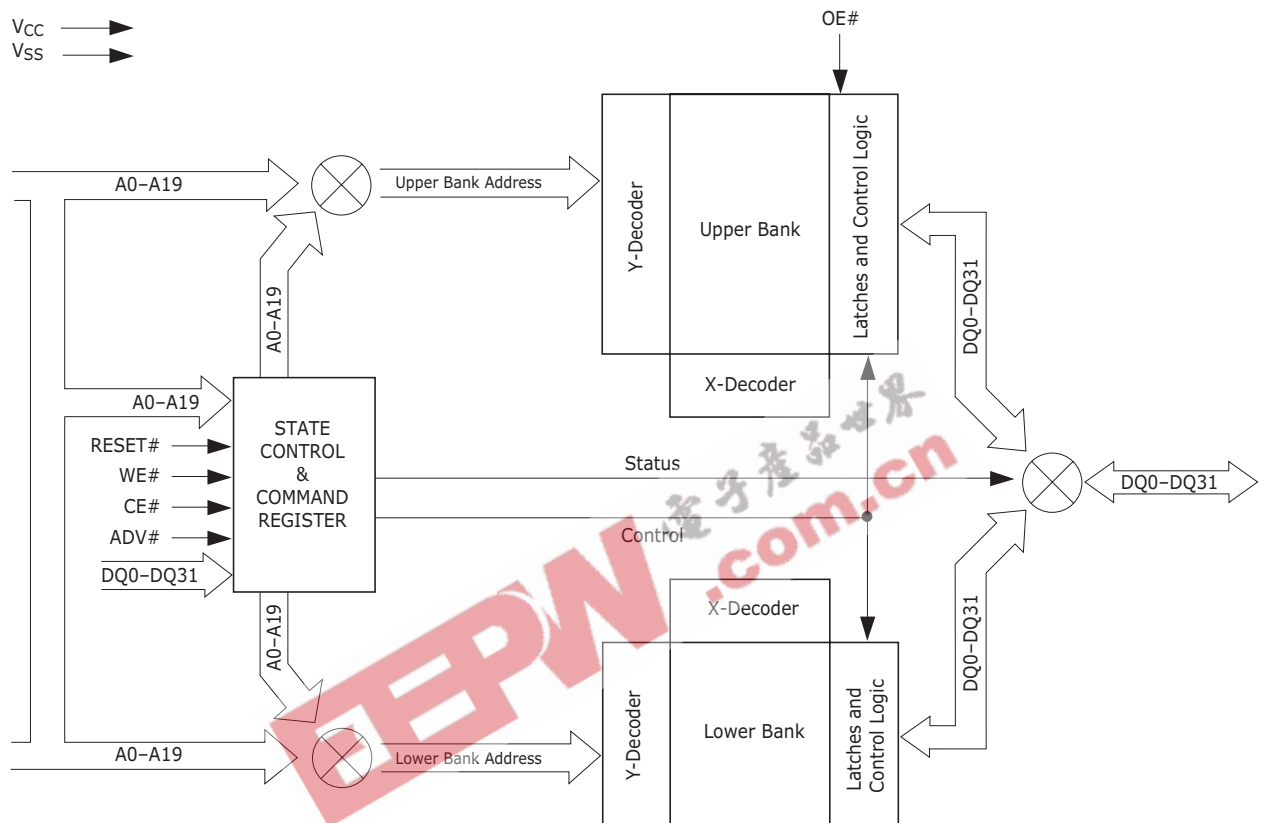 VCC
VSS
OE#
A0–A19
Upper Bank Address
Y-Decoder
Upper Bank
Latches and Control Logic
X-Decoder
A0–A19
DQ0–DQ31
A0–A19
RESET#
WE#
CE#
ADV#
DQ0–DQ31
STATE
CONTROL
&
COMMAND
REGISTER
Status
Control
DQ0–DQ31
電子產品世界
EEPW
.com.cn
A0–A19
X-Decoder
DQ0–DQ31
A0–A19
Lower Bank Address
Y-Decoder
Lower Bank
Latches and
Control Logic